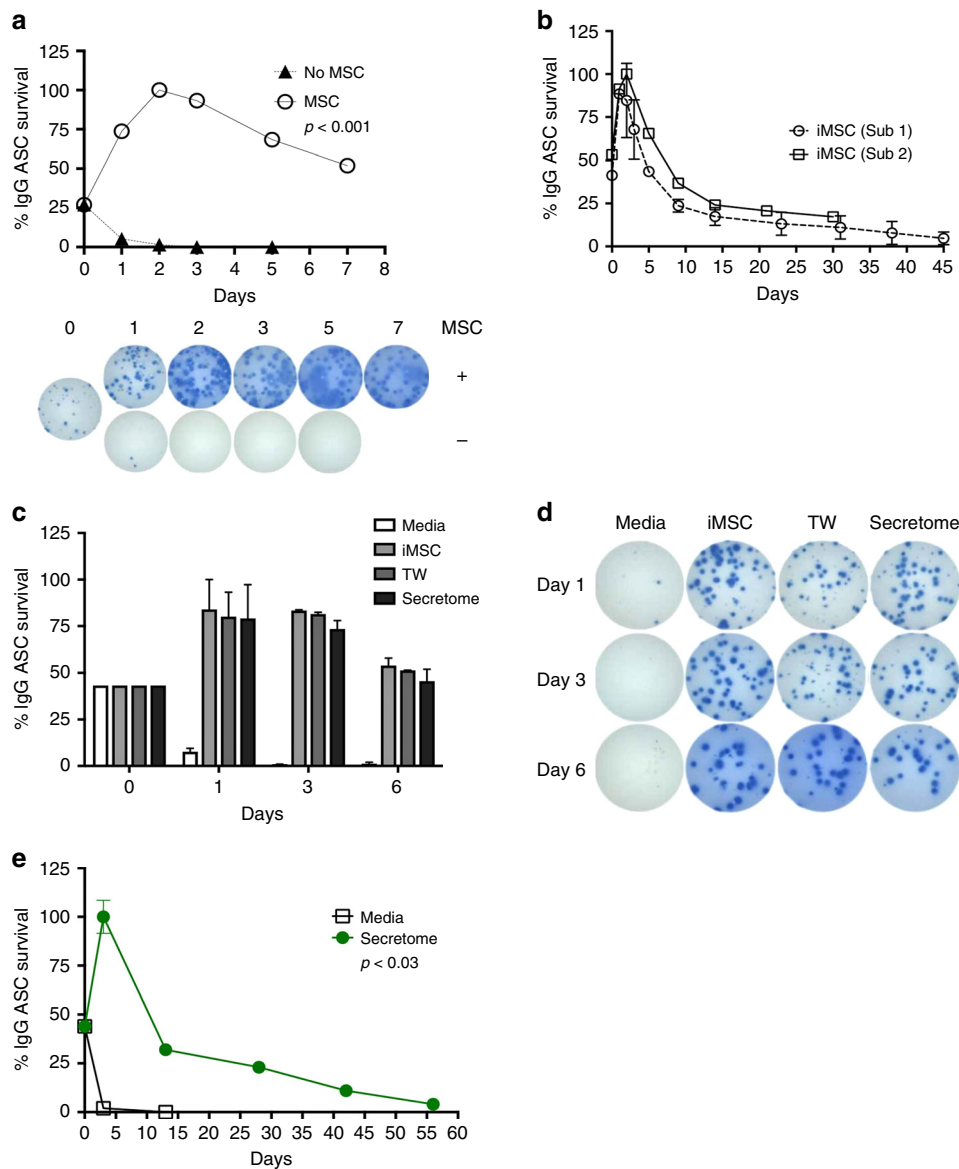 a
% IgG ASC survival
125
100
75
50
25
0
0 1 2 3 4 5 6 7 8
Days
No MSC
MSC
p < 0.001
0 1 2 3 5 7 MSC
+
–
b
% IgG ASC survival
125
100
75
50
25
0
0 5 10 15 20 25 30 35 40 45
Days
iMSC (Sub 1)
iMSC (Sub 2)
c
% IgG ASC survival
125
100
75
50
25
0
0 1 3 6
Days
Media
iMSC
TW
Secretome
d
Media iMSC TW Secretome
Day 1
Day 3
Day 6
e
% IgG ASC survival
125
100
75
50
25
0
0 5 10 15 20 25 30 35 40 45 50 55 60
Days
Media
Secretome
p < 0.03